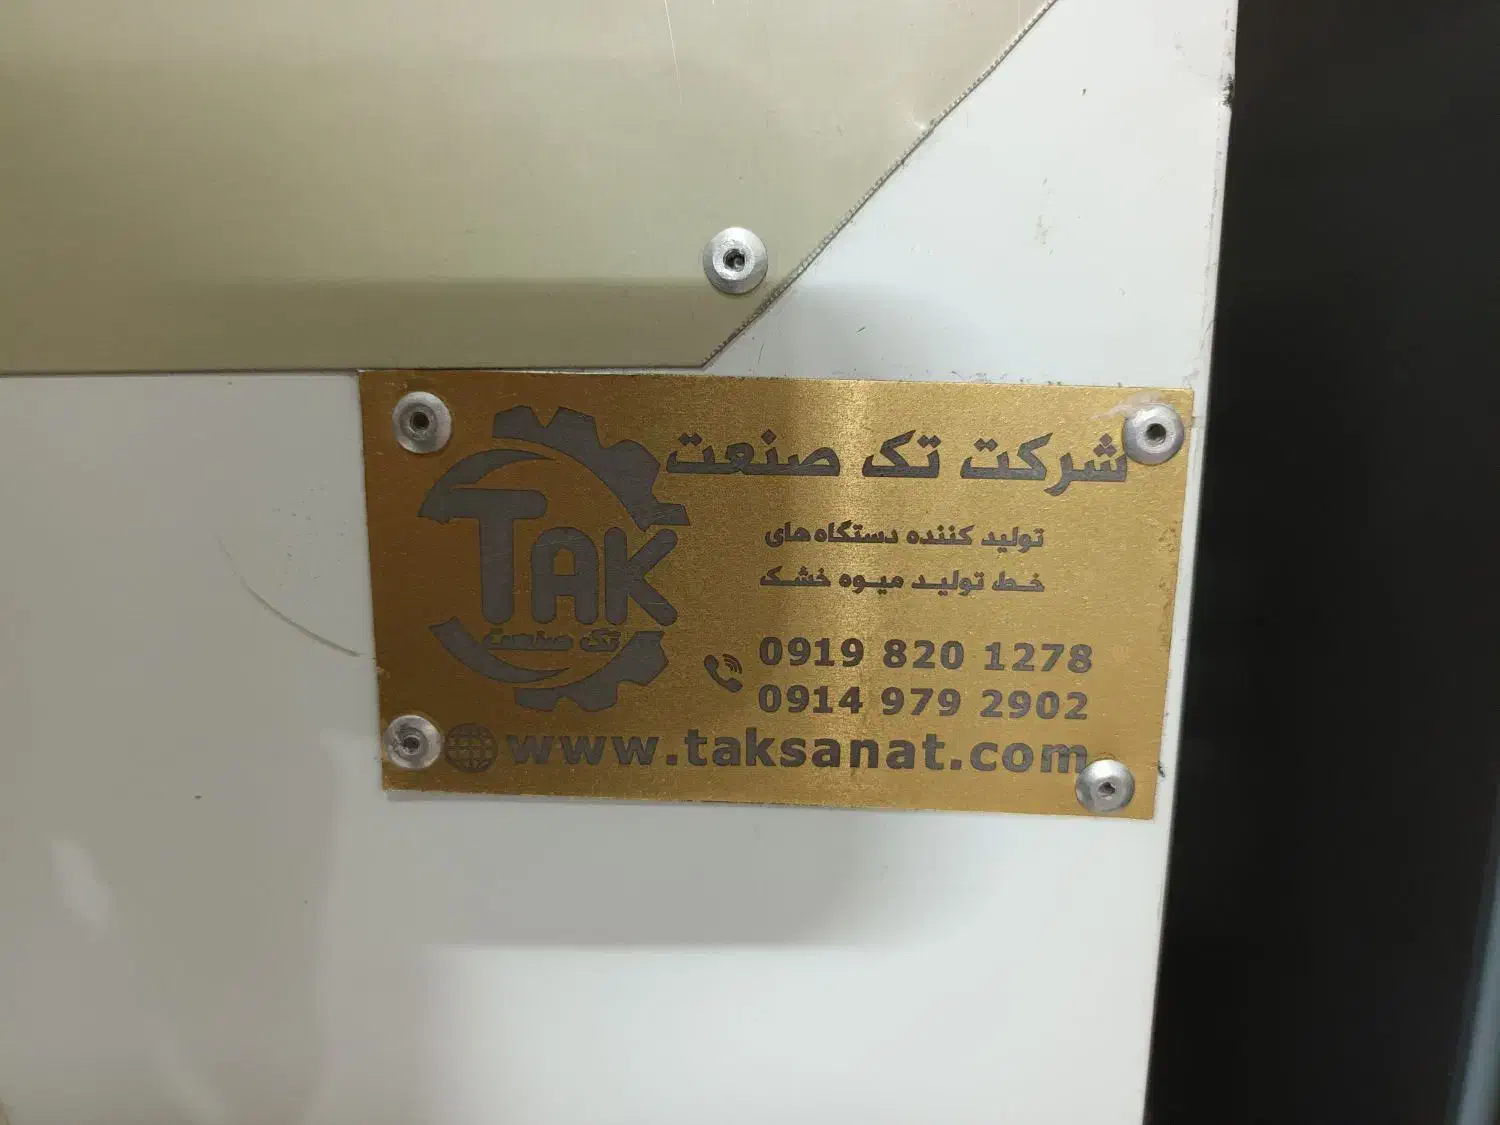 شرکت تک صنعت
تولید کننده دستگاه های
خط تولید میوه خشک
0919 820 1278
0914 979 2902
www.taksanat.com
TAK
تک صنعت